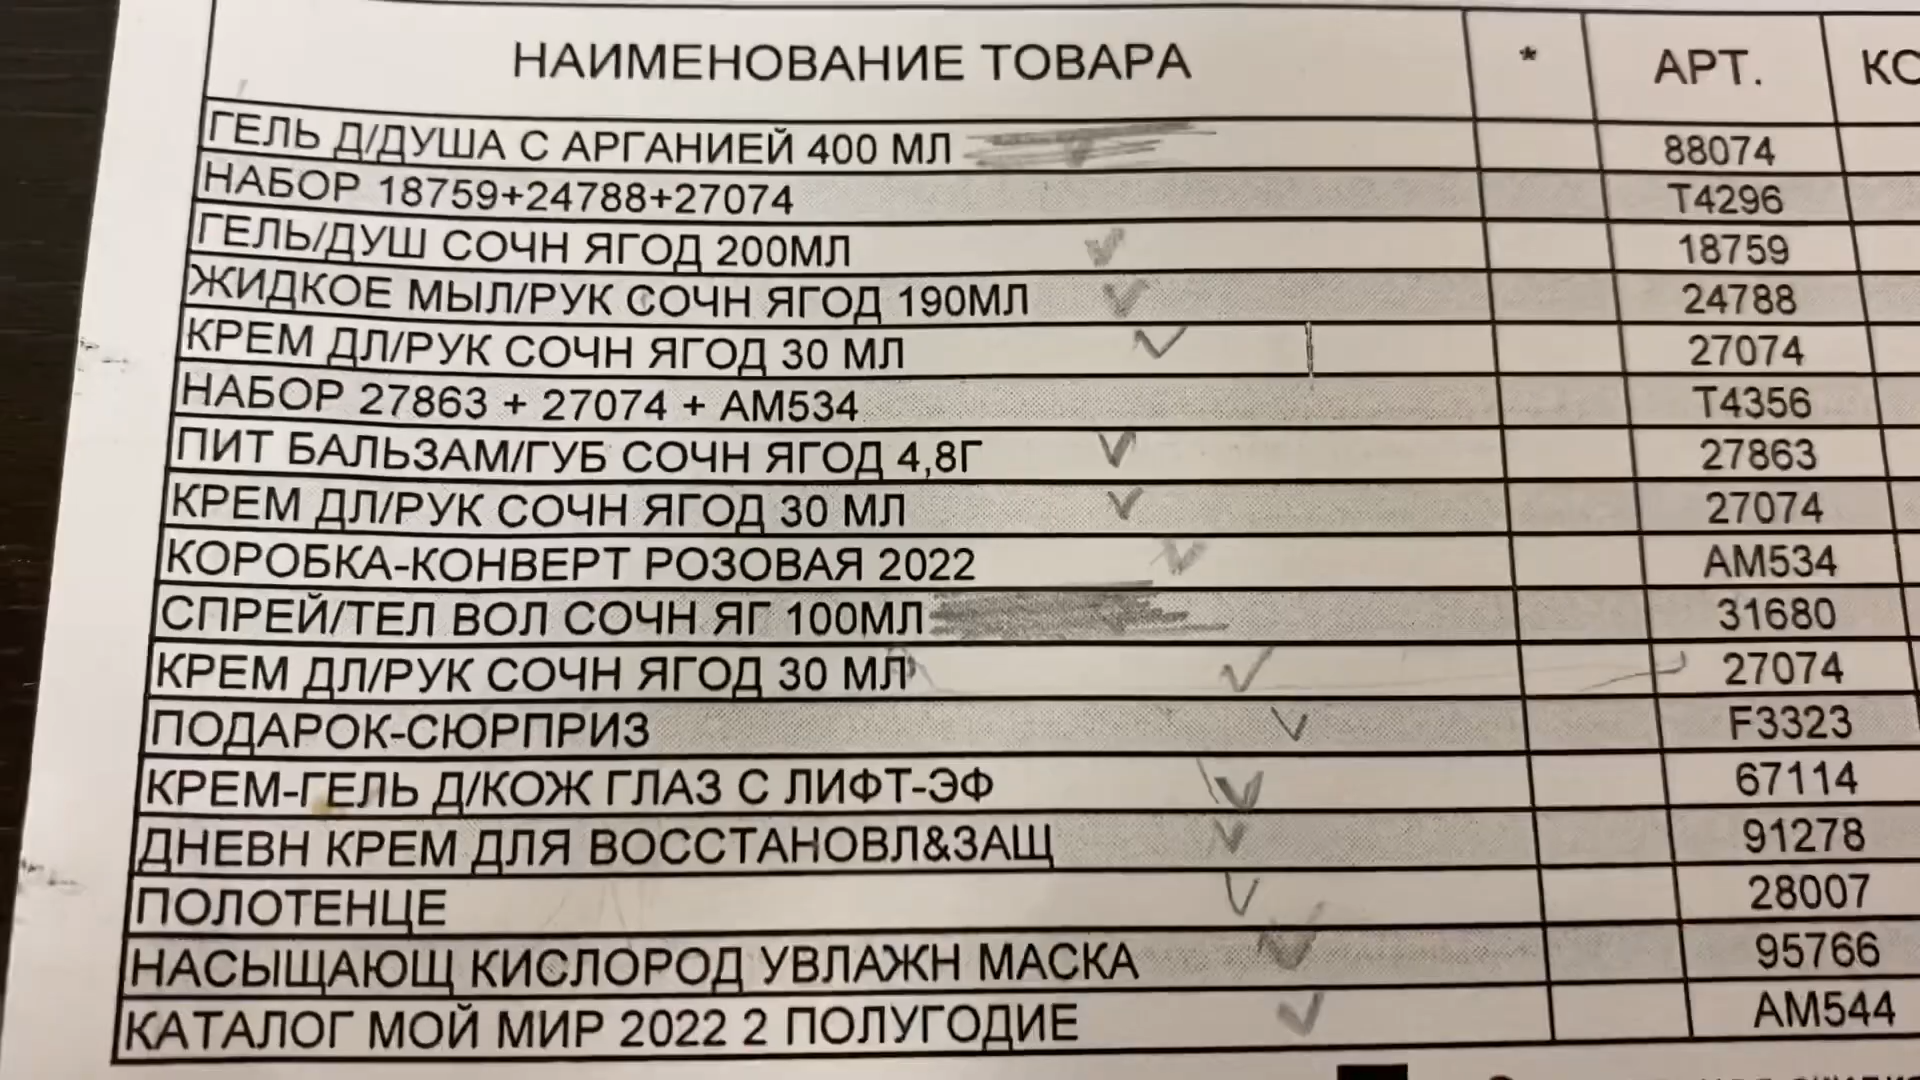 НАИМЕНОВАНИЕ ТОВАРА * АРТ. КО
ГЕЛЬ Д/ДУША С АРГАНИЕЙ 400 МЛ 88074
НАБОР 18759+24788+27074 T4296
ГЕЛЬ/ДУШ СОЧН ЯГОД 200МЛ 18759
ЖИДКОЕ МЫЛ/РУК СОЧН ЯГОД 190МЛ 24788
КРЕМ ДЛ/РУК СОЧН ЯГОД 30 МЛ 27074
НАБОР 27863 + 27074 + AM534 T4356
ПИТ БАЛЬЗАМ/ГУБ СОЧН ЯГОД 4,8Г 27863
КРЕМ ДЛ/РУК СОЧН ЯГОД 30 МЛ 27074
КОРОБКА-КОНВЕРТ РОЗОВАЯ 2022 AM534
СПРЕЙ/ТЕЛ ВОЛ СОЧН ЯГ 100МЛ 31680
КРЕМ ДЛ/РУК СОЧН ЯГОД 30 МЛ 27074
ПОДАРОК-СЮРПРИЗ F3323
КРЕМ-ГЕЛЬ Д/КОЖ ГЛАЗ С ЛИФТ-ЭФ 67114
ДНЕВН КРЕМ ДЛЯ ВОССТАНОВЛ&ЗАЩ 91278
ПОЛОТЕНЦЕ 28007
НАСЫЩАЮЩ КИСЛОРОД УВЛАЖН МАСКА 95766
КАТАЛОГ МОЙ МИР 2022 2 ПОЛУГОДИЕ AM544